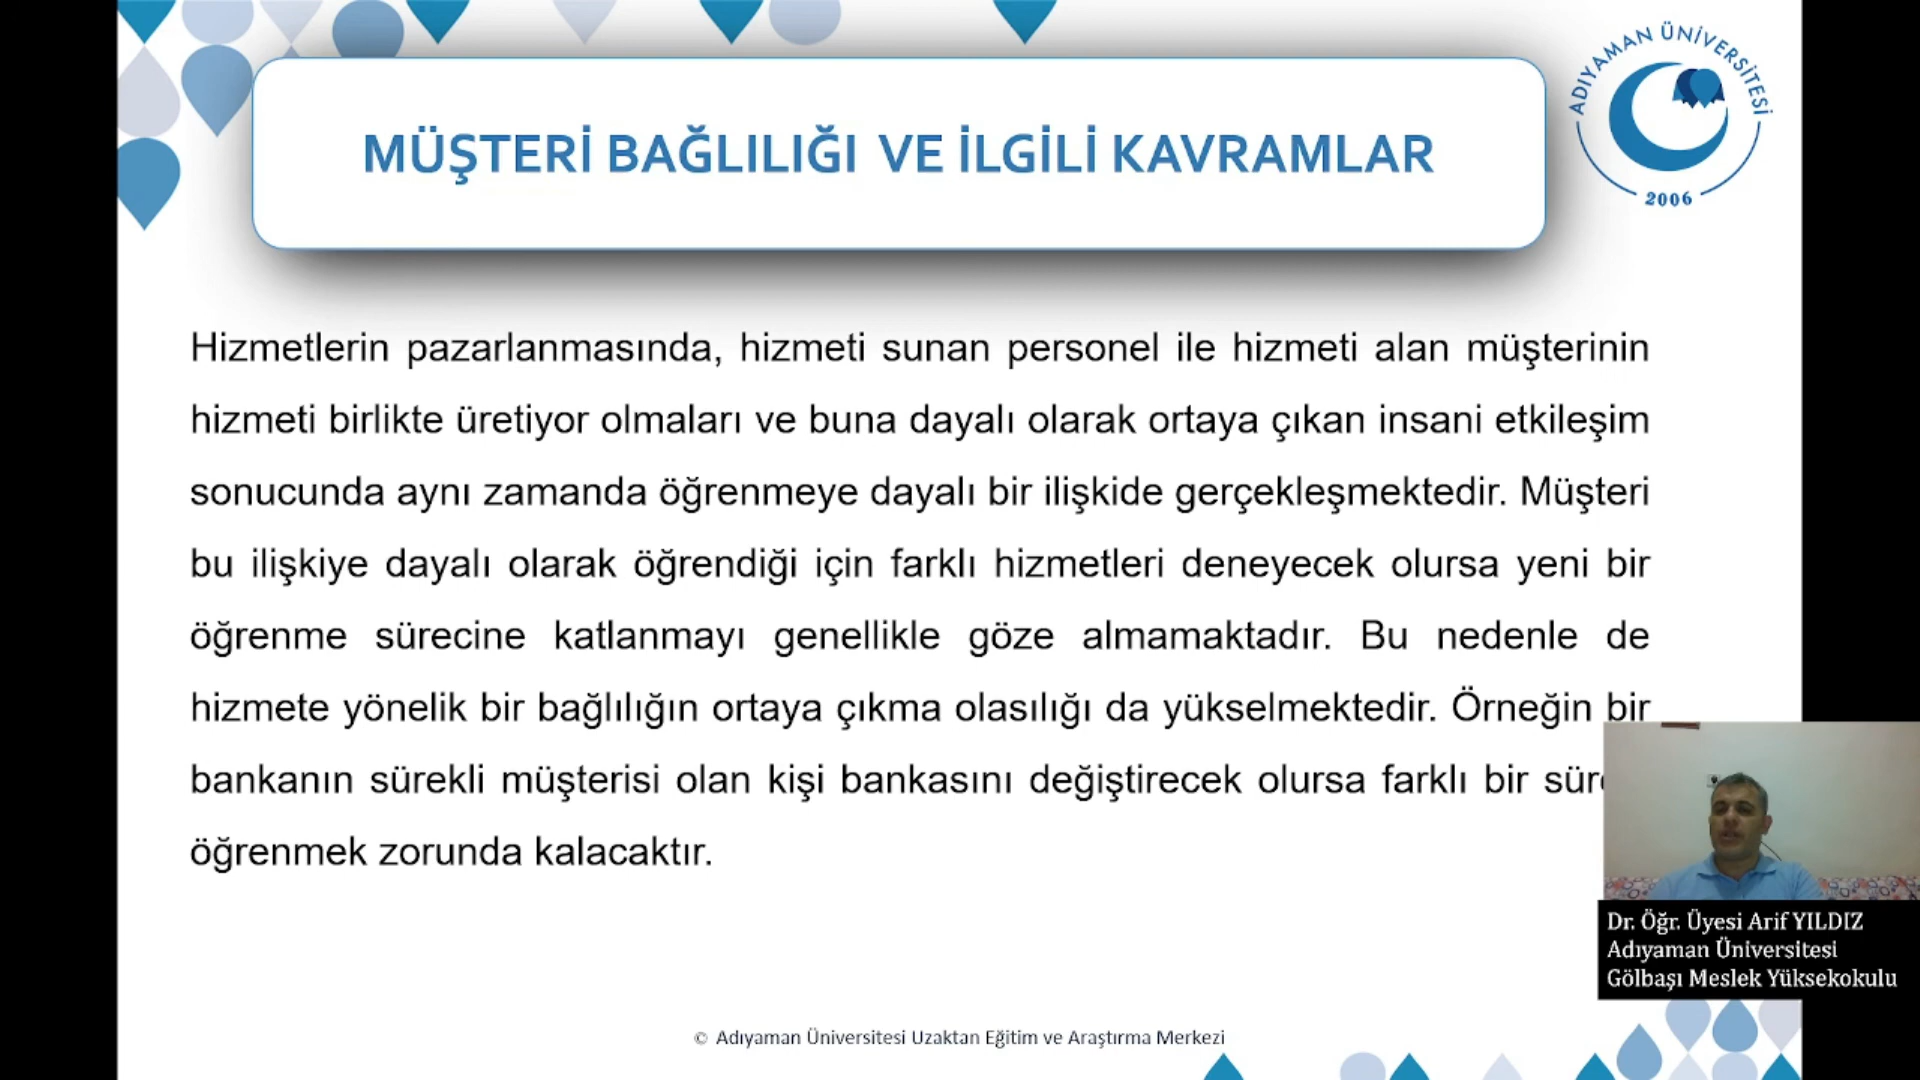 ADIYAMAN ÜNİVERSİTESİ
2006
MÜŞTERİ BAĞLILIĞI VE İLGİLİ KAVRAMLAR
Hizmetlerin pazarlanmasında, hizmeti sunan personel ile hizmeti alan müşterinin
hizmeti birlikte üretiyor olmaları ve buna dayalı olarak ortaya çıkan insani etkileşim
sonucunda aynı zamanda öğrenmeye dayalı bir ilişkide gerçekleşmektedir. Müşteri
bu ilişkiye dayalı olarak öğrendiği için farklı hizmetleri deneyecek olursa yeni bir
öğrenme sürecine katlanmayı genellikle göze almamaktadır. Bu nedenle de
hizmete yönelik bir bağlılığın ortaya çıkma olasılığı da yükselmektedir. Örneğin bir
bankanın sürekli müşterisi olan kişi bankasını değiştirecek olursa farklı bir
öğrenmek zorunda kalacaktır.
Dr. Öğr. Üyesi Arif YILDIZ
Adıyaman Üniversitesi
Gölbaşı Meslek Yüksekokulu
© Adıyaman Üniversitesi Uzaktan Eğitim ve Araştırma Merkezi